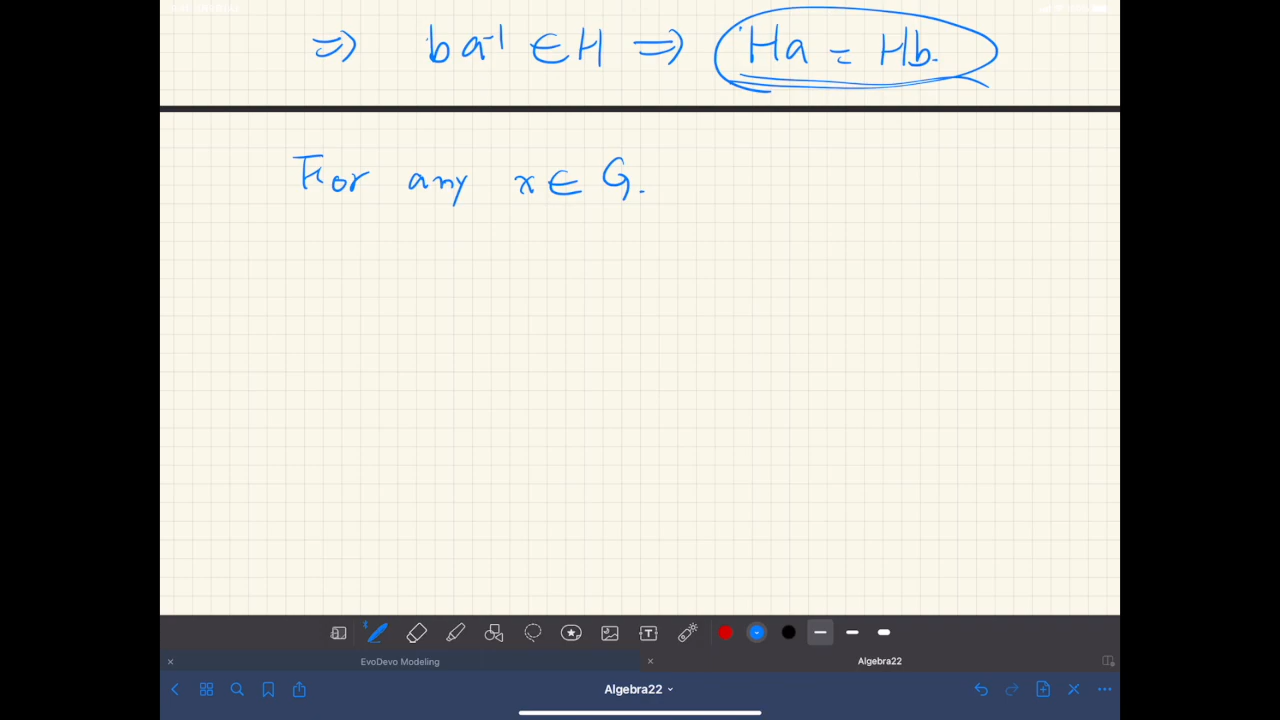 ⇒ ba⁻¹ ∈ H ⇒ Ha = Hb.
For any x ∈ G.
EvoDevo Modeling
Algebra22
Algebra22